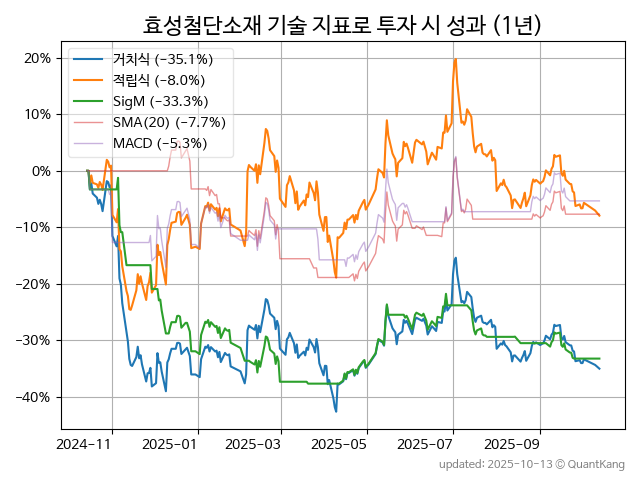 효성첨단소재 기술 지표로 투자 시 성과 (1년)
거치식 (−35.1%)
적립식 (−8.0%)
SigM (−33.3%)
SMA(20) (−7.7%)
MACD (−5.3%)
20%
10%
0%
−10%
−20%
−30%
−40%
2024-11
2025-01
2025-03
2025-05
2025-07
2025-09
updated: 2025-10-13 © QuantKang